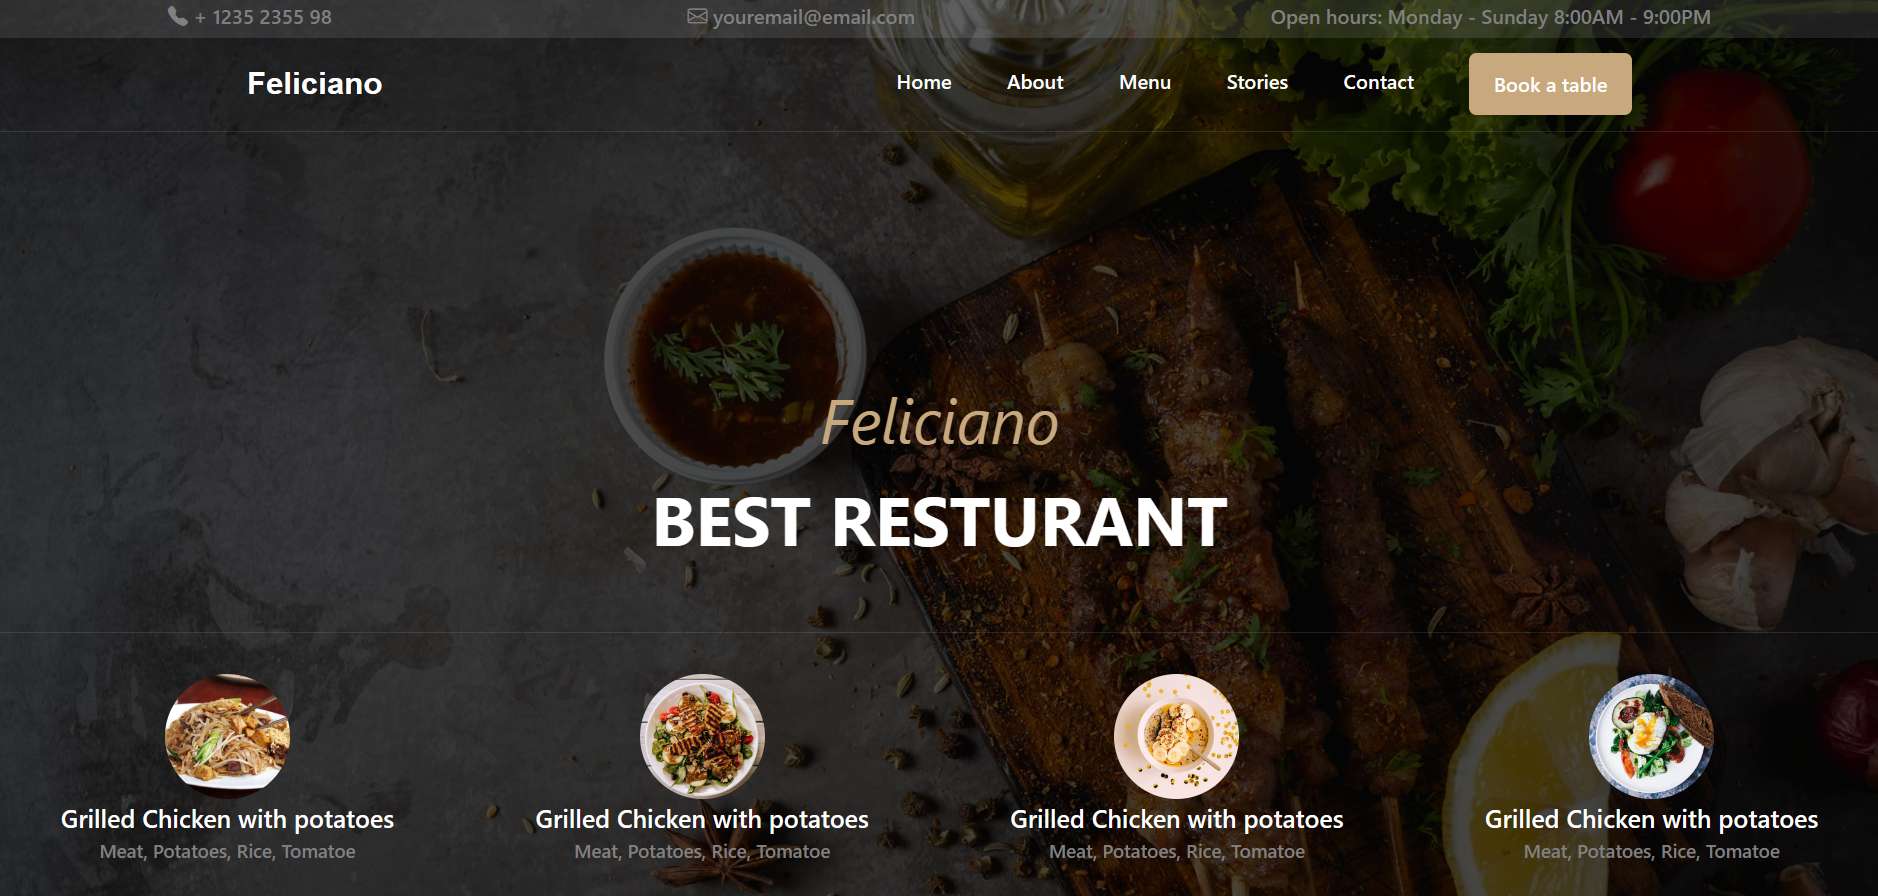 + 1235 2355 98 youremail@email.com Open hours: Monday - Sunday 8:00AM - 9:00PM
Feliciano Home About Menu Stories Contact Book a table
Feliciano
BEST RESTURANT
Grilled Chicken with potatoes Grilled Chicken with potatoes Grilled Chicken with potatoes Grilled Chicken with potatoes
Meat, Potatoes, Rice, Tomatoe Meat, Potatoes, Rice, Tomatoe Meat, Potatoes, Rice, Tomatoe Meat, Potatoes, Rice, Tomatoe